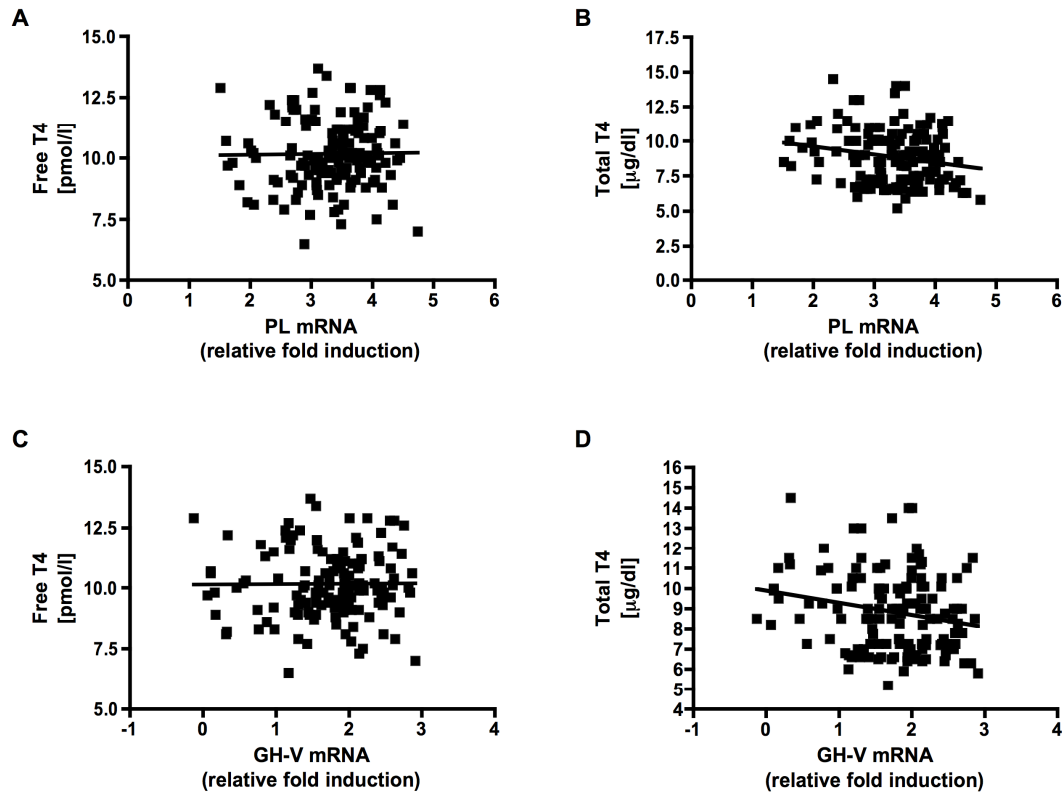 A
Free T4
[pmol/l]
15.0
12.5
10.0
7.5
5.0
0
1
2
3
4
5
6
PL mRNA
(relative fold induction)
B
Total T4
[μg/dl]
17.5
15.0
12.5
10.0
7.5
5.0
2.5
0.0
0
1
2
3
4
5
6
PL mRNA
(relative fold induction)
C
Free T4
[pmol/l]
15.0
12.5
10.0
7.5
5.0
-1
0
1
2
3
4
GH-V mRNA
(relative fold induction)
D
Total T4
[μg/dl]
16
15
14
13
12
11
10
9
8
7
6
5
4
-1
0
1
2
3
4
GH-V mRNA
(relative fold induction)